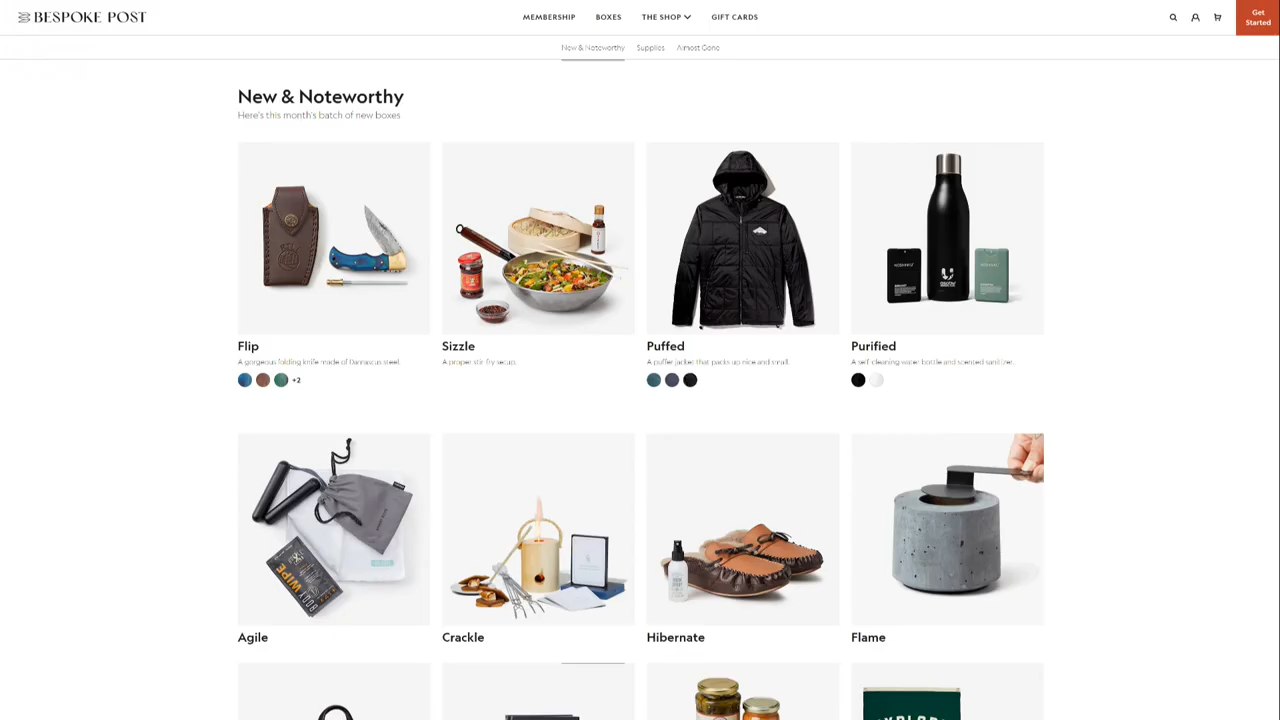 BESPOKE POST
MEMBERSHIP
BOXES
THE SHOP
GIFT CARDS
Get
Started
New & Noteworthy
Supplies
Almost Gone
New & Noteworthy
Here's this month's batch of new boxes
Flip
A gorgeous folding knife made of Damascus steel.
+2
Sizzle
A proper stir fry setup.
Puffed
A puffer jacket that packs up nice and small.
Purified
A self-cleaning water bottle and scented sanitizer.
BODY WIPE
Agile
Crackle
Hibernate
Flame